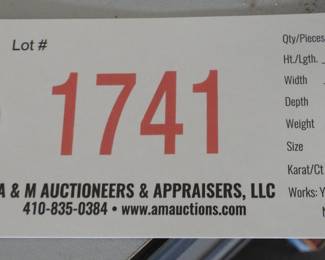 Lot #
1741
A & M AUCTIONEERS & APPRAISERS, LLC
410-835-0384 • www.amauctions.com
Qty/Pieces
Ht./Lgth.
Width
Depth
Weight
Size
Karat/Ct
Works: Y